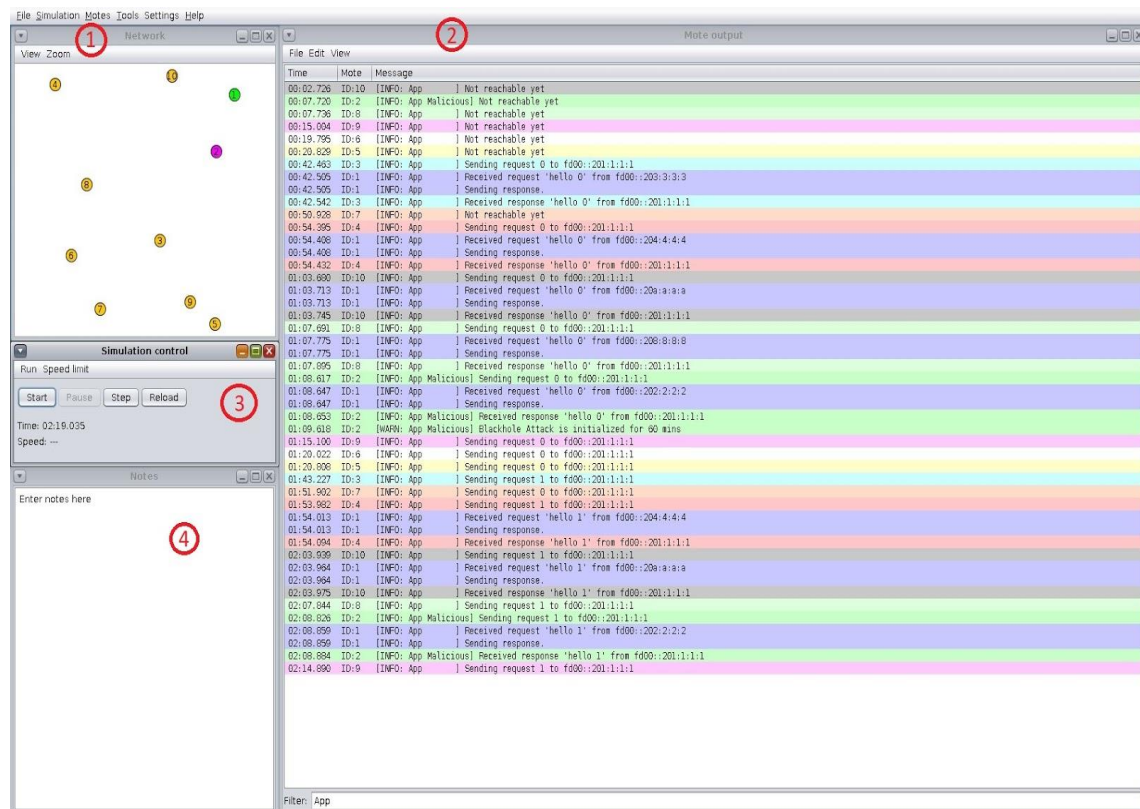 File Simulation Motes Tools Settings Help
1
Network
View Zoom
4
10
1
2
8
3
6
9
7
5
Simulation control
Run Speed limit
Start Pause Step Reload
3
Time: 02:19.035
Speed: ---
Notes
Enter notes here
4
2
Mote output
File Edit View
Time Mote Message
00:02.726 ID:10 [INFO: App ] Not reachable yet
00:07.720 ID:2 [INFO: App Malicious] Not reachable yet
00:07.736 ID:8 [INFO: App ] Not reachable yet
00:15.004 ID:9 [INFO: App ] Not reachable yet
00:19.795 ID:6 [INFO: App ] Not reachable yet
00:20.829 ID:5 [INFO: App ] Not reachable yet
00:42.463 ID:3 [INFO: App ] Sending request 0 to fd00::201:1:1:1
00:42.505 ID:1 [INFO: App ] Received request 'hello 0' from fd00::203:3:3:3
00:42.505 ID:1 [INFO: App ] Sending response.
00:42.542 ID:3 [INFO: App ] Received response 'hello 0' from fd00::201:1:1:1
00:50.928 ID:7 [INFO: App ] Not reachable yet
00:54.395 ID:4 [INFO: App ] Sending request 0 to fd00::201:1:1:1
00:54.408 ID:1 [INFO: App ] Received request 'hello 0' from fd00::204:4:4:4
00:54.408 ID:1 [INFO: App ] Sending response.
00:54.432 ID:4 [INFO: App ] Received response 'hello 0' from fd00::201:1:1:1
01:03.680 ID:10 [INFO: App ] Sending request 0 to fd00::201:1:1:1
01:03.713 ID:1 [INFO: App ] Received request 'hello 0' from fd00::20a:a:a:a
01:03.713 ID:1 [INFO: App ] Sending response.
01:03.745 ID:10 [INFO: App ] Received response 'hello 0' from fd00::201:1:1:1
01:07.691 ID:8 [INFO: App ] Sending request 0 to fd00::201:1:1:1
01:07.775 ID:1 [INFO: App ] Received request 'hello 0' from fd00::208:8:8:8
01:07.775 ID:1 [INFO: App ] Sending response.
01:07.895 ID:8 [INFO: App ] Received response 'hello 0' from fd00::201:1:1:1
01:08.617 ID:2 [INFO: App Malicious] Sending request 0 to fd00::201:1:1:1
01:08.647 ID:1 [INFO: App ] Received request 'hello 0' from fd00::202:2:2:2
01:08.647 ID:1 [INFO: App ] Sending response.
01:08.653 ID:2 [INFO: App Malicious] Received response 'hello 0' from fd00::201:1:1:1
01:09.618 ID:2 [WARN: App Malicious] Blackhole Attack is initialized for 60 mins
01:15.100 ID:9 [INFO: App ] Sending request 0 to fd00::201:1:1:1
01:20.022 ID:6 [INFO: App ] Sending request 0 to fd00::201:1:1:1
01:20.808 ID:5 [INFO: App ] Sending request 0 to fd00::201:1:1:1
01:43.227 ID:3 [INFO: App ] Sending request 1 to fd00::201:1:1:1
01:51.902 ID:7 [INFO: App ] Sending request 0 to fd00::201:1:1:1
01:53.982 ID:4 [INFO: App ] Sending request 1 to fd00::201:1:1:1
01:54.013 ID:1 [INFO: App ] Received request 'hello 1' from fd00::204:4:4:4
01:54.013 ID:1 [INFO: App ] Sending response.
01:54.094 ID:4 [INFO: App ] Received response 'hello 1' from fd00::201:1:1:1
02:03.939 ID:10 [INFO: App ] Sending request 1 to fd00::201:1:1:1
02:03.964 ID:1 [INFO: App ] Received request 'hello 1' from fd00::20a:a:a:a
02:03.964 ID:1 [INFO: App ] Sending response.
02:03.975 ID:10 [INFO: App ] Received response 'hello 1' from fd00::201:1:1:1
02:07.844 ID:8 [INFO: App ] Sending request 1 to fd00::201:1:1:1
02:08.826 ID:2 [INFO: App Malicious] Sending request 1 to fd00::201:1:1:1
02:08.859 ID:1 [INFO: App ] Received request 'hello 1' from fd00::202:2:2:2
02:08.859 ID:1 [INFO: App ] Sending response.
02:08.884 ID:2 [INFO: App Malicious] Received response 'hello 1' from fd00::201:1:1:1
02:14.890 ID:9 [INFO: App ] Sending request 1 to fd00::201:1:1:1
Filter: App